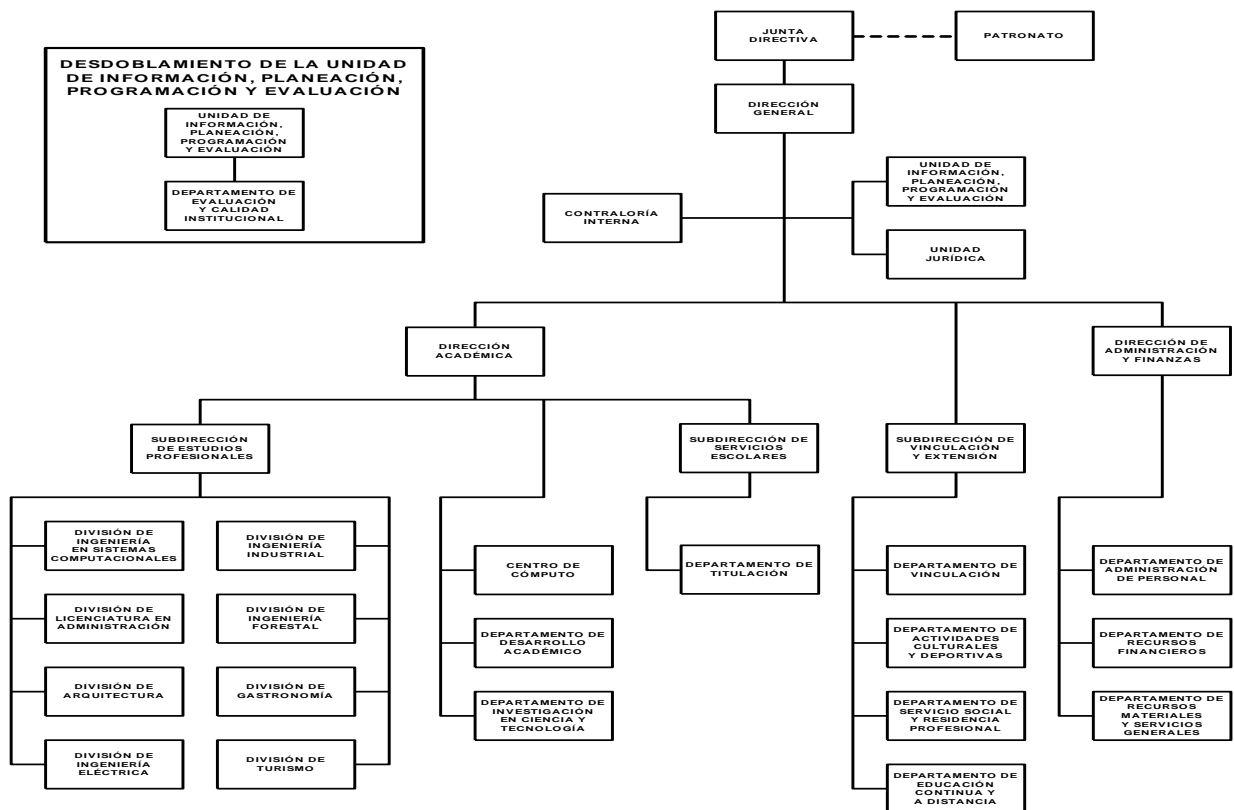 JUNTA
DIRECTIVA
PATRONATO
DESDOBLAMIENTO DE LA UNIDAD
DE INFORMACIÓN, PLANEACIÓN,
PROGRAMACIÓN Y EVALUACIÓN
UNIDAD DE
INFORMACIÓN,
PLANEACIÓN,
PROGRAMACIÓN
Y EVALUACIÓN
DEPARTAMENTO DE
EVALUACIÓN
Y CALIDAD
INSTITUCIONAL
DIRECCIÓN
GENERAL
CONTRALORÍA
INTERNA
UNIDAD DE
INFORMACIÓN,
PLANEACIÓN,
PROGRAMACIÓN
Y EVALUACIÓN
UNIDAD
JURÍDICA
DIRECCIÓN
ACADÉMICA
DIRECCIÓN DE
ADMINISTRACIÓN
Y FINANZAS
SUBDIRECCIÓN
DE ESTUDIOS
PROFESIONALES
SUBDIRECCIÓN DE
SERVICIOS
ESCOLARES
SUBDIRECCIÓN DE
VINCULACIÓN
Y EXTENSIÓN
DIVISIÓN DE
INGENIERÍA
EN SISTEMAS
COMPUTACIONALES
DIVISIÓN DE
INGENIERÍA
INDUSTRIAL
DIVISIÓN DE
LICENCIATURA EN
ADMINISTRACIÓN
DIVISIÓN DE
INGENIERÍA
FORESTAL
DIVISIÓN DE
ARQUITECTURA
DIVISIÓN DE
GASTRONOMÍA
DIVISIÓN DE
INGENIERÍA
ELÉCTRICA
DIVISIÓN DE
TURISMO
CENTRO DE
CÓMPUTO
DEPARTAMENTO DE
DESARROLLO
ACADÉMICO
DEPARTAMENTO DE
INVESTIGACIÓN
EN CIENCIA Y
TECNOLOGÍA
DEPARTAMENTO DE
TITULACIÓN
DEPARTAMENTO DE
VINCULACIÓN
DEPARTAMENTO DE
ACTIVIDADES
CULTURALES
Y DEPORTIVAS
DEPARTAMENTO DE
SERVICIO SOCIAL
Y RESIDENCIA
PROFESIONAL
DEPARTAMENTO DE
EDUCACIÓN
CONTINUA Y
A DISTANCIA
DEPARTAMENTO DE
ADMINISTRACIÓN
DE PERSONAL
DEPARTAMENTO DE
RECURSOS
FINANCIEROS
DEPARTAMENTO DE
RECURSOS
MATERIALES
Y SERVICIOS
GENERALES